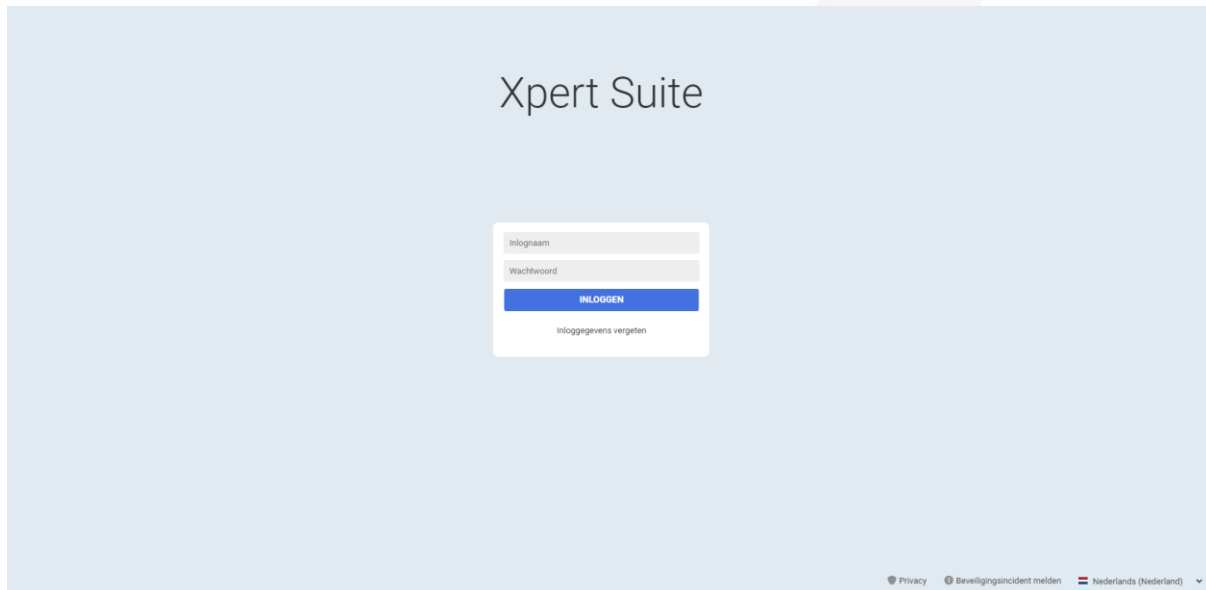 Xpert Suite
Inlognaam
Wachtwoord
INLOGGEN
Inloggegevens vergeten
Privacy Beveiligingsincident melden Nederlands (Nederland)